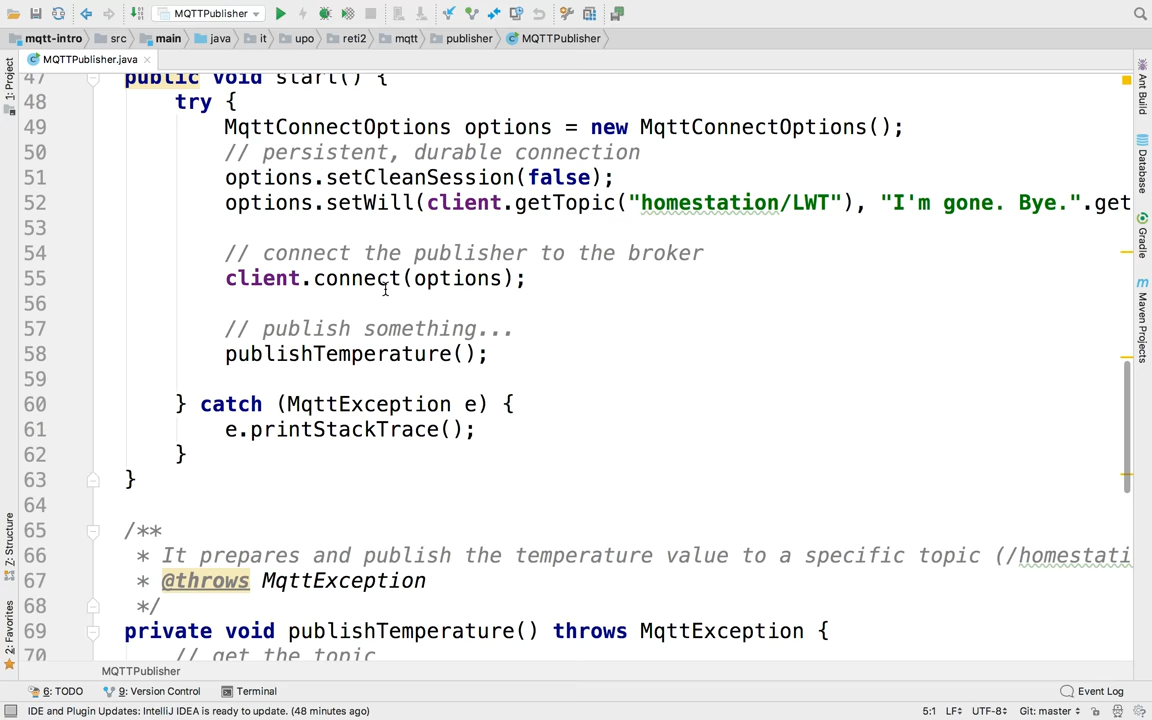 MQTTPublisher
mqtt-intro src main java it upo reti2 mqtt publisher MQTTPublisher
MQTTPublisher.java
1: Project
Z: Structure
2: Favorites
47 public void start() {
48 try {
49 MqttConnectOptions options = new MqttConnectOptions();
50 // persistent, durable connection
51 options.setCleanSession(false);
52 options.setWill(client.getTopic("homestation/LWT"), "I'm gone. Bye.".get
53
54 // connect the publisher to the broker
55 client.connect(options);
56
57 // publish something...
58 publishTemperature();
59
60 } catch (MqttException e) {
61 e.printStackTrace();
62 }
63 }
64
65 /**
66 * It prepares and publish the temperature value to a specific topic (/homestati
67 * @throws MqttException
68 */
69 private void publishTemperature() throws MqttException {
70 // get the topic
Ant Build
Database
Gradle
Maven Projects
MQTTPublisher
6: TODO 9: Version Control Terminal Event Log
IDE and Plugin Updates: IntelliJ IDEA is ready to update. (48 minutes ago) 5:1 LF UTF-8 Git: master